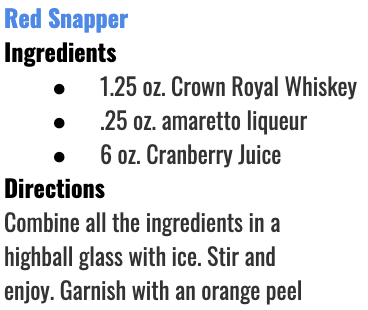 Red Snapper
Ingredients
● 1.25 oz. Crown Royal Whiskey
● .25 oz. amaretto liqueur
● 6 oz. Cranberry Juice
Directions
Combine all the ingredients in a
highball glass with ice. Stir and
enjoy. Garnish with an orange peel